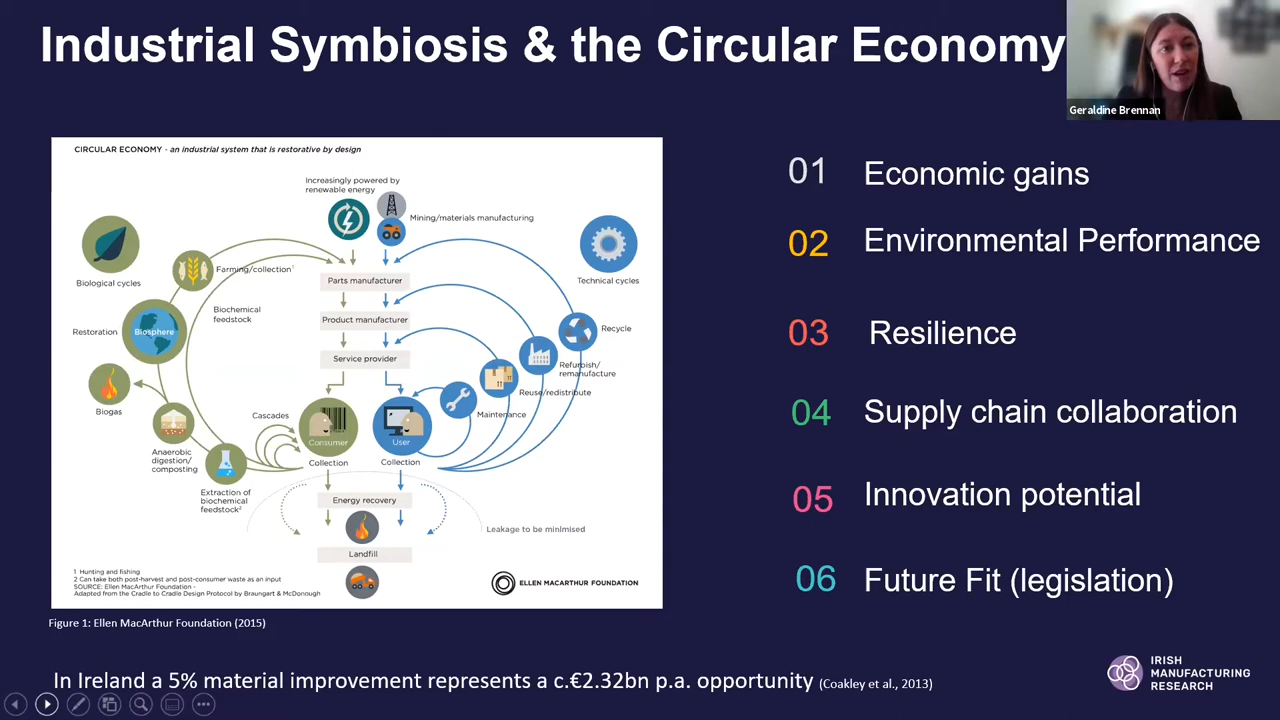 Industrial Symbiosis & the Circular Economy
Geraldine Brennan
CIRCULAR ECONOMY - an industrial system that is restorative by design
Increasingly powered by
renewable energy
Mining/materials manufacturing
Biological cycles
Technical cycles
Farming/collection¹
Parts manufacturer
Biochemical
feedstock
Product manufacturer
Restoration
Biosphere
Recycle
Service provider
Refurbish/
remanufacture
Biogas
Reuse/redistribute
Cascades
Maintenance
Consumer
User
Anaerobic
digestion/
composting
Collection
Collection
Extraction of
biochemical
feedstock²
Energy recovery
Leakage to be minimised
Landfill
1 Hunting and fishing
2 Can take both post-harvest and post-consumer waste as an input
SOURCE: Ellen MacArthur Foundation -
Adapted from the Cradle to Cradle Design Protocol by Braungart & McDonough
ELLEN MACARTHUR FOUNDATION
Figure 1: Ellen MacArthur Foundation (2015)
01 Economic gains
02 Environmental Performance
03 Resilience
04 Supply chain collaboration
05 Innovation potential
06 Future Fit (legislation)
In Ireland a 5% material improvement represents a c.€2.32bn p.a. opportunity (Coakley et al., 2013)
IRISH
MANUFACTURING
RESEARCH